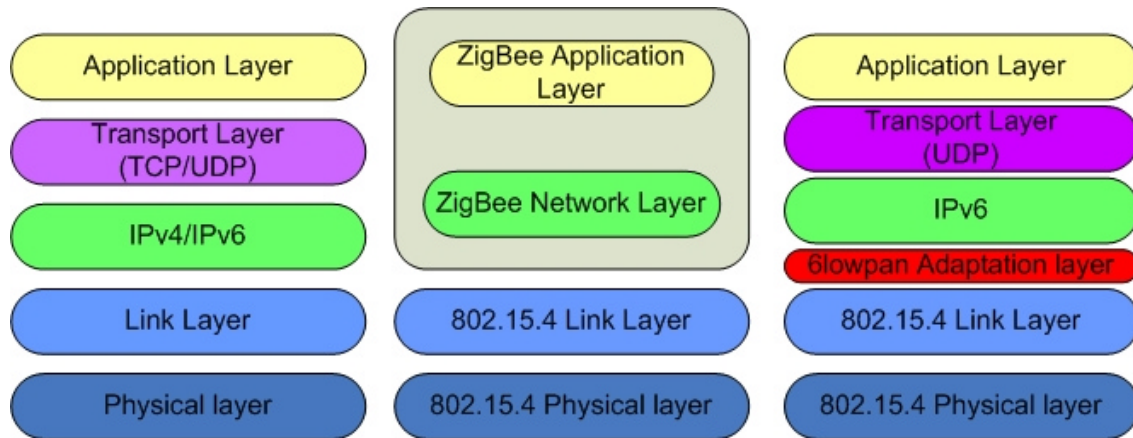 Application Layer
Transport Layer
(TCP/UDP)
IPv4/IPv6
Link Layer
Physical layer
ZigBee Application
Layer
ZigBee Network Layer
802.15.4 Link Layer
802.15.4 Physical layer
Application Layer
Transport Layer
(UDP)
IPv6
6lowpan Adaptation layer
802.15.4 Link Layer
802.15.4 Physical layer